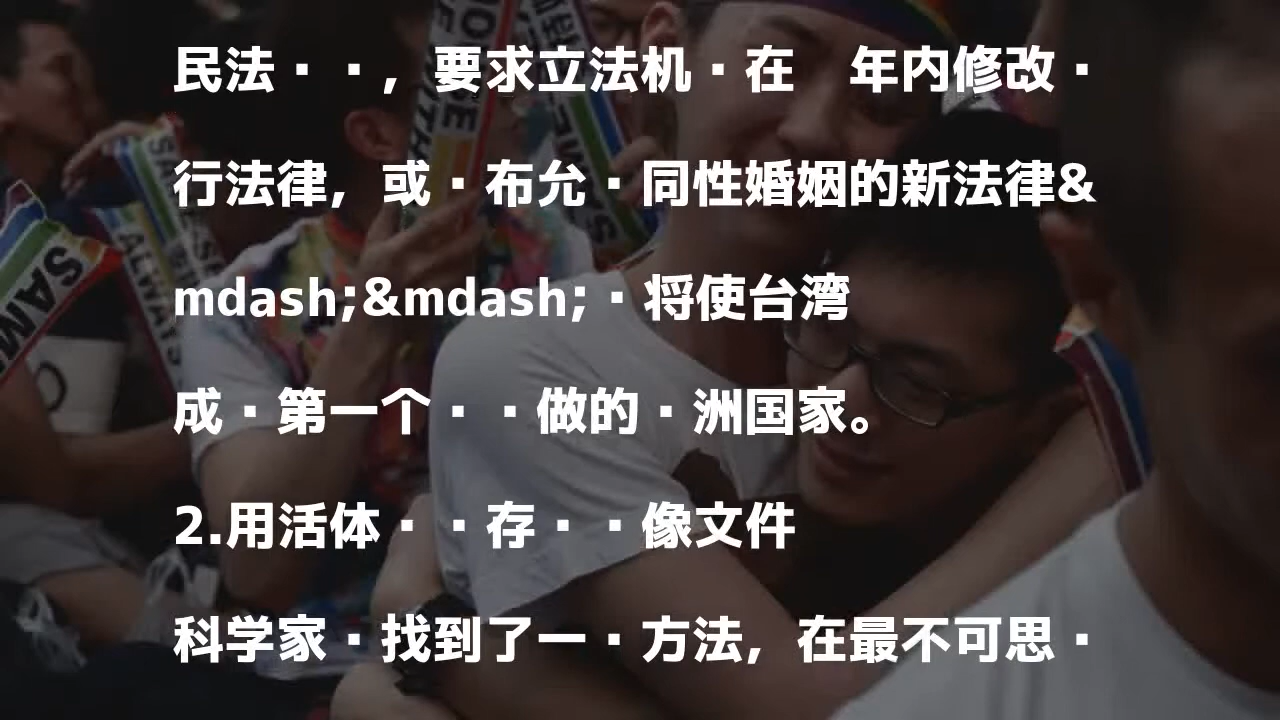 民法··，要求立法机·在　年内修改·
行法律，或·布允·同性婚姻的新法律&
mdash;&mdash;·将使台湾
成·第一个··做的·洲国家。
2.用活体··存··像文件
科学家·找到了一·方法，在最不可思·
SAME
ALWAYS